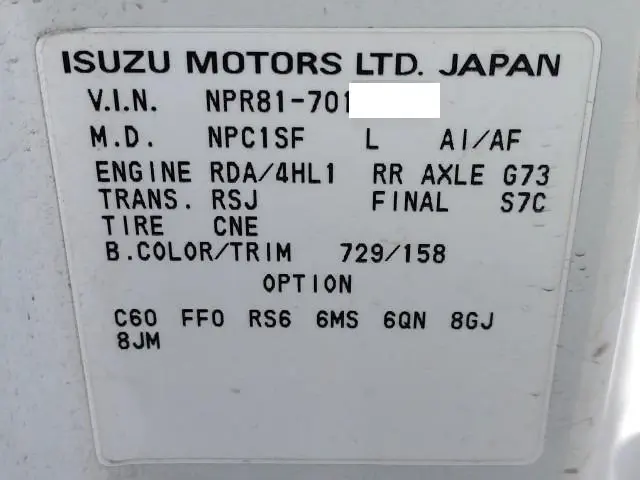 ISUZU MOTORS LTD. JAPAN
V.I.N. NPR81-701
M.D. NPC1SF L AI/AF
ENGINE RDA/4HL1 RR AXLE G73
TRANS. RSJ FINAL S7C
TIRE CNE
B.COLOR/TRIM 729/158
OPTION
C60 FF0 RS6 6MS 6QN 8GJ
8JM